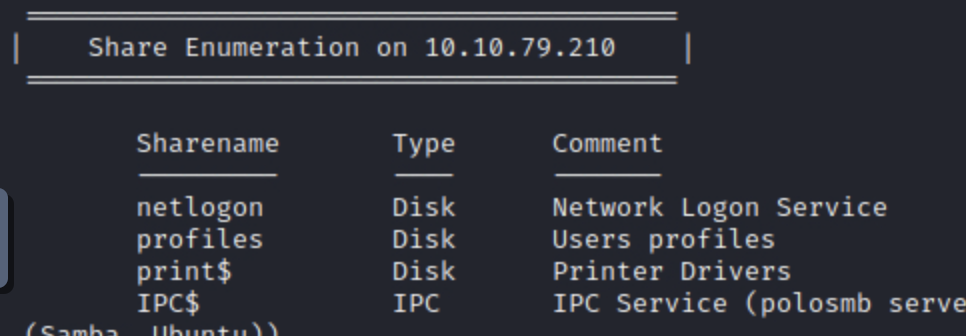 | Share Enumeration on 10.10.79.210 |
Sharename Type Comment
netlogon Disk Network Logon Service
profiles Disk Users profiles
print$ Disk Printer Drivers
IPC$ IPC IPC Service (polosmb serve
(Samba, Ubuntu))